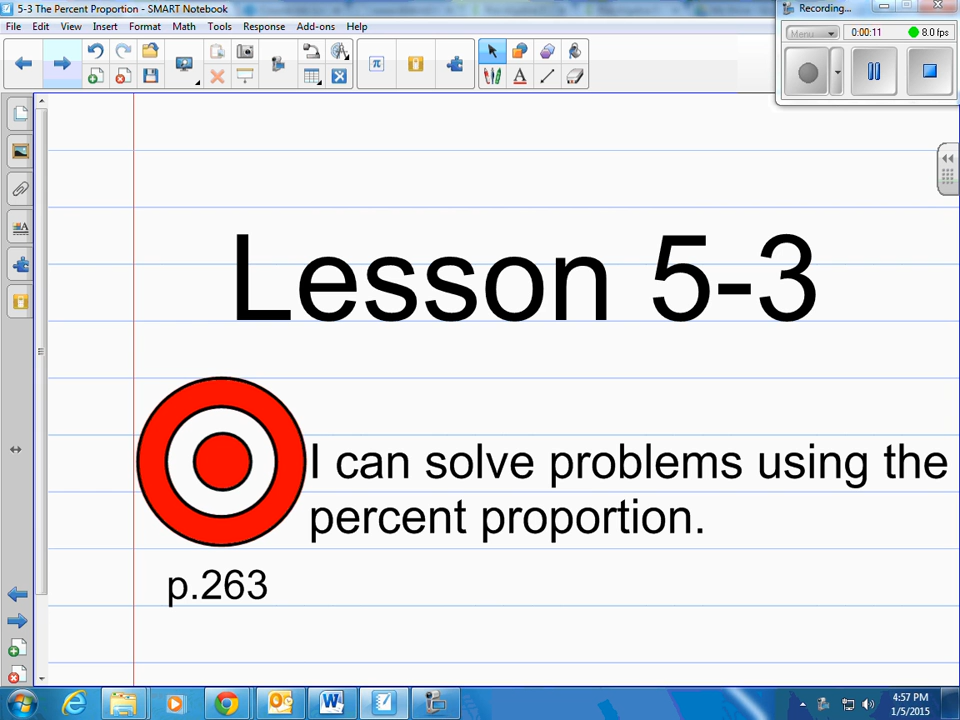 5-3 The Percent Proportion - SMART Notebook
Recording...
File Edit View Insert Format Math Tools Response Add-ons Help
Menu 0:00:11 8.0 fps
Lesson 5-3
I can solve problems using the
percent proportion.
p.263
4:57 PM
1/5/2015